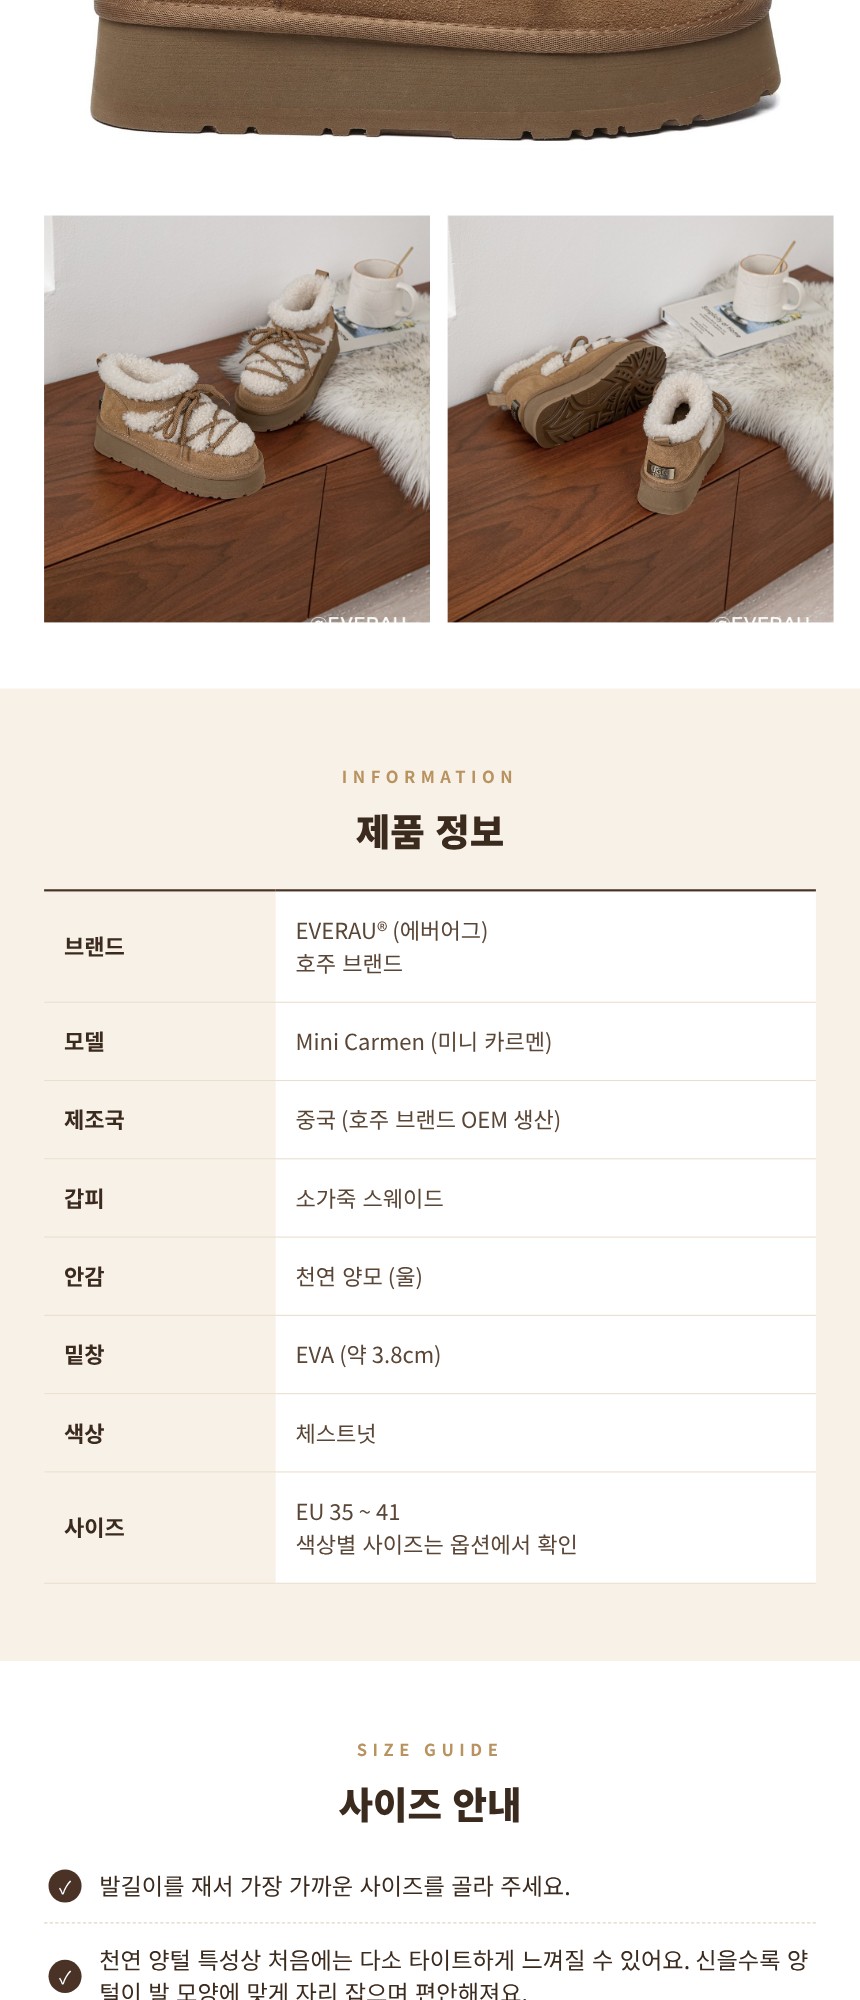 ©EVERAU
©EVERAU
INFORMATION
제품 정보
브랜드
EVERAU® (에버어그)
호주 브랜드
모델
Mini Carmen (미니 카르멘)
제조국
중국 (호주 브랜드 OEM 생산)
갑피
소가죽 스웨이드
안감
천연 양모 (울)
밑창
EVA (약 3.8cm)
색상
체스트넛
사이즈
EU 35 ~ 41
색상별 사이즈는 옵션에서 확인
SIZE GUIDE
사이즈 안내
발길이를 재서 가장 가까운 사이즈를 골라 주세요.
천연 양털 특성상 처음에는 다소 타이트하게 느껴질 수 있어요. 신을수록 양
털이 발 모양에 맞게 자리 잡으며 편안해져요.